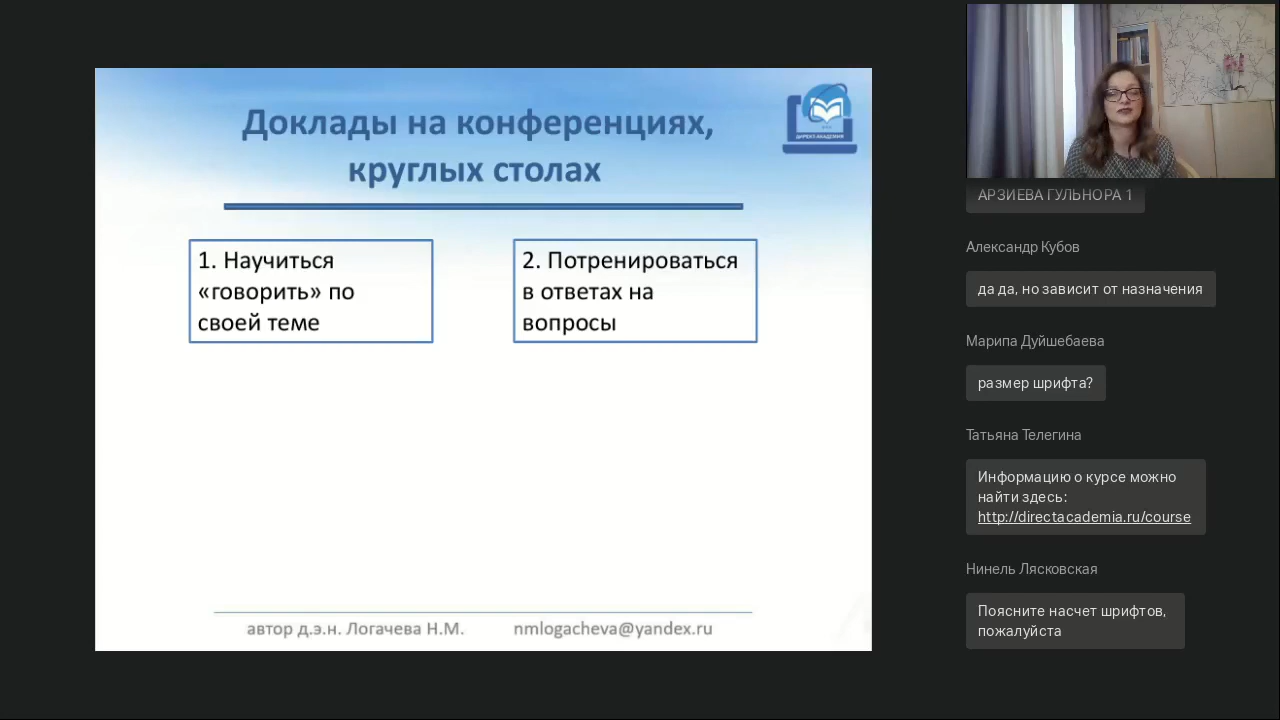 Доклады на конференциях,
круглых столах
ДИРЕКТ-АКАДЕМИЯ
1. Научиться
«говорить» по
своей теме
2. Потренироваться
в ответах на
вопросы
автор д.э.н. Логачева Н.М. nmlogacheva@yandex.ru
АРЗИЕВА ГУЛЬНОРА 1
Александр Кубов
да да, но зависит от назначения
Марипа Дуйшебаева
размер шрифта?
Татьяна Телегина
Информацию о курсе можно
найти здесь:
http://directacademia.ru/course
Нинель Лясковская
Поясните насчет шрифтов,
пожалуйста